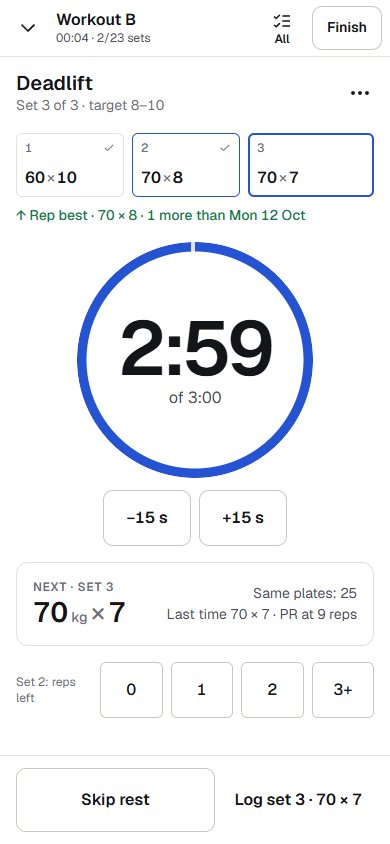 Workout B
00:04 · 2/23 sets
All
Finish
Deadlift
Set 3 of 3 · target 8–10
1
60×10
2
70×8
3
70×7
↑ Rep best · 70 × 8 · 1 more than Mon 12 Oct
2:59
of 3:00
−15 s
+15 s
NEXT · SET 3
70 kg × 7
Same plates: 25
Last time 70 × 7 · PR at 9 reps
Set 2: reps
left
0
1
2
3+
Skip rest
Log set 3 · 70 × 7